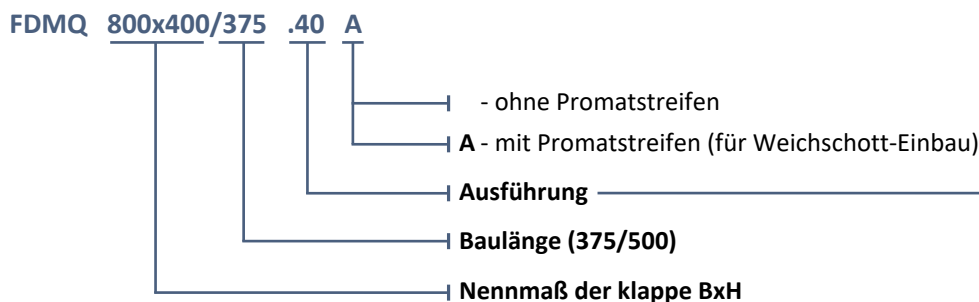 FDMQ 800x400/375 .40 A
- ohne Promatstreifen
A - mit Promatstreifen (für Weichschott-Einbau)
Ausführung
Baulänge (375/500)
Nennmaß der klappe BxH